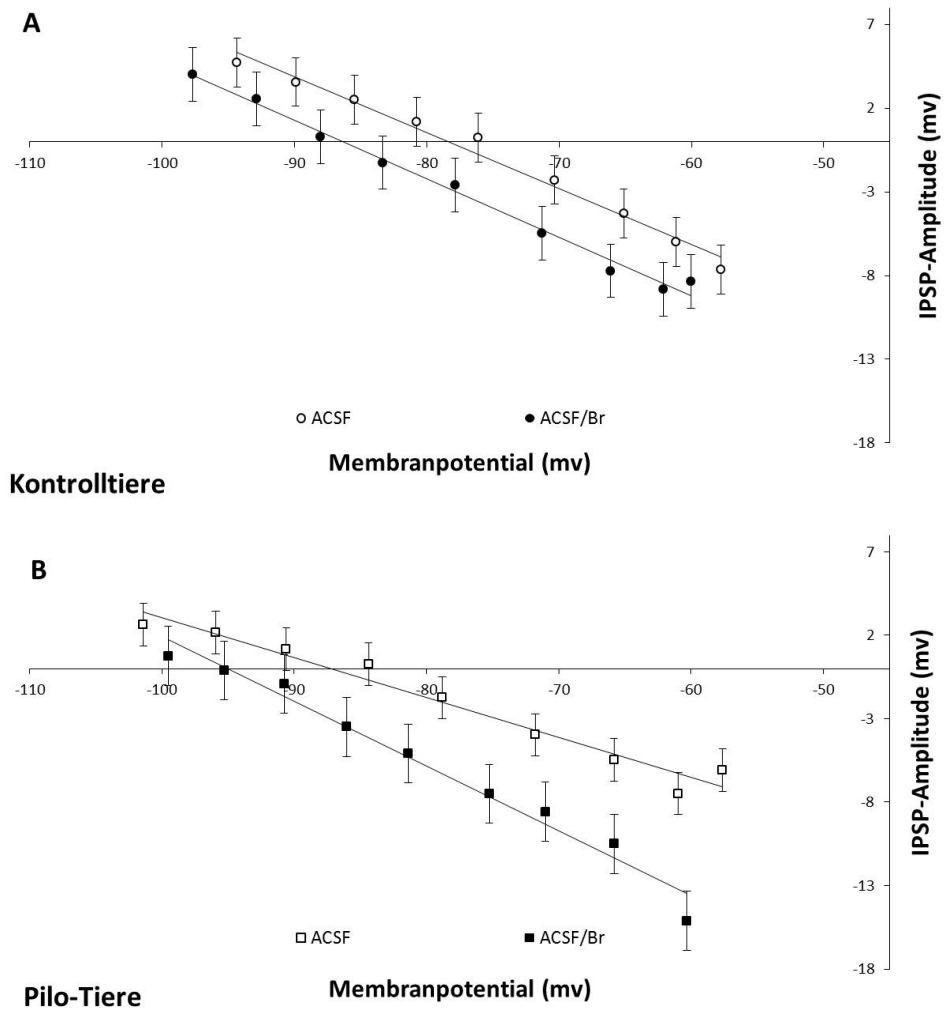 A
7
2
-110 -100 -90 -80 -70 -60 -50
-3
-8
-13
-18
IPSP-Amplitude (mv)
ACSF ACSF/Br
Membranpotential (mv)
Kontrolltiere
B
7
2
-110 -100 -90 -80 -70 -60 -50
-3
-8
-13
-18
IPSP-Amplitude (mv)
ACSF ACSF/Br
Membranpotential (mv)
Pilo-Tiere